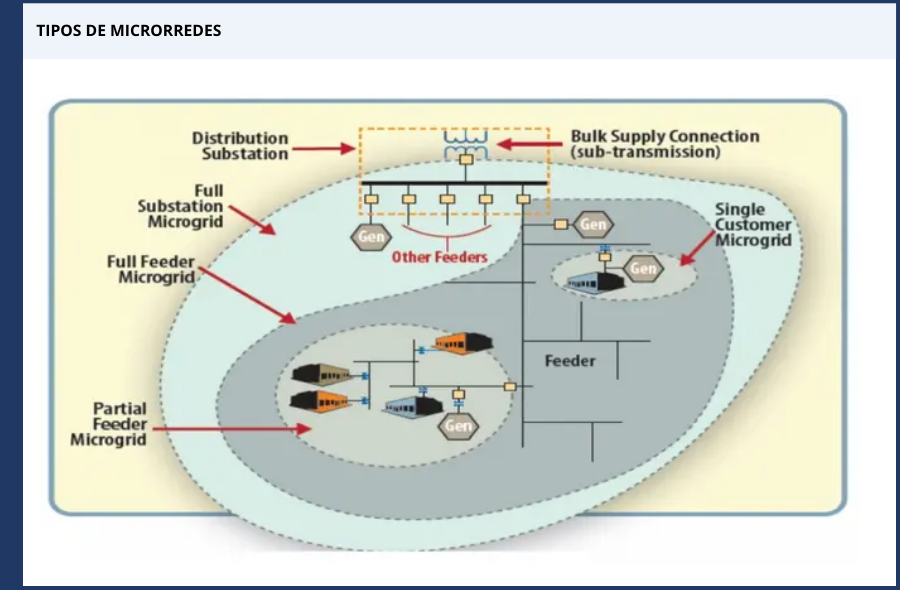 TIPOS DE MICRORREDES
Distribution
Substation
Bulk Supply Connection
(sub-transmission)
Full
Substation
Microgrid
Single
Customer
Microgrid
Gen
Gen
Other Feeders
Full Feeder
Microgrid
Gen
Feeder
Partial
Feeder
Microgrid
Gen